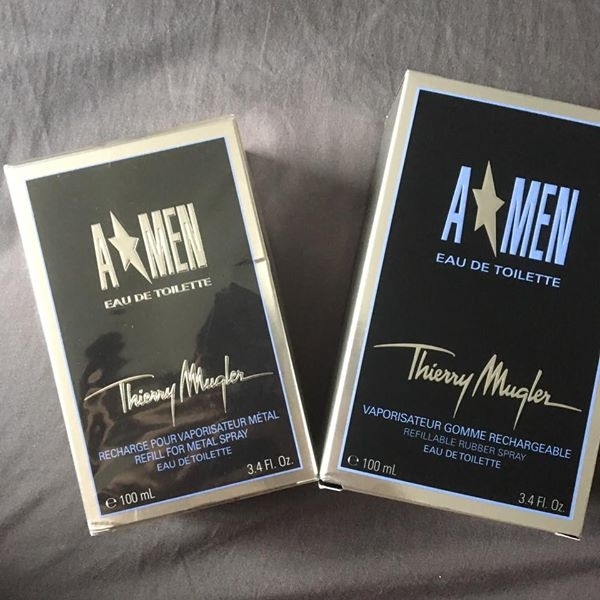 A★MEN
EAU DE TOILETTE
Thierry Mugler
RECHARGE POUR VAPORISATEUR MÉTAL
REFILL FOR METAL SPRAY
EAU DE TOILETTE
℮ 100 mL
3.4 Fl. Oz.
A★MEN
EAU DE TOILETTE
Thierry Mugler
VAPORISATEUR GOMME RECHARGEABLE
REFILLABLE RUBBER SPRAY
EAU DE TOILETTE
℮ 100 mL
3.4 Fl. Oz.